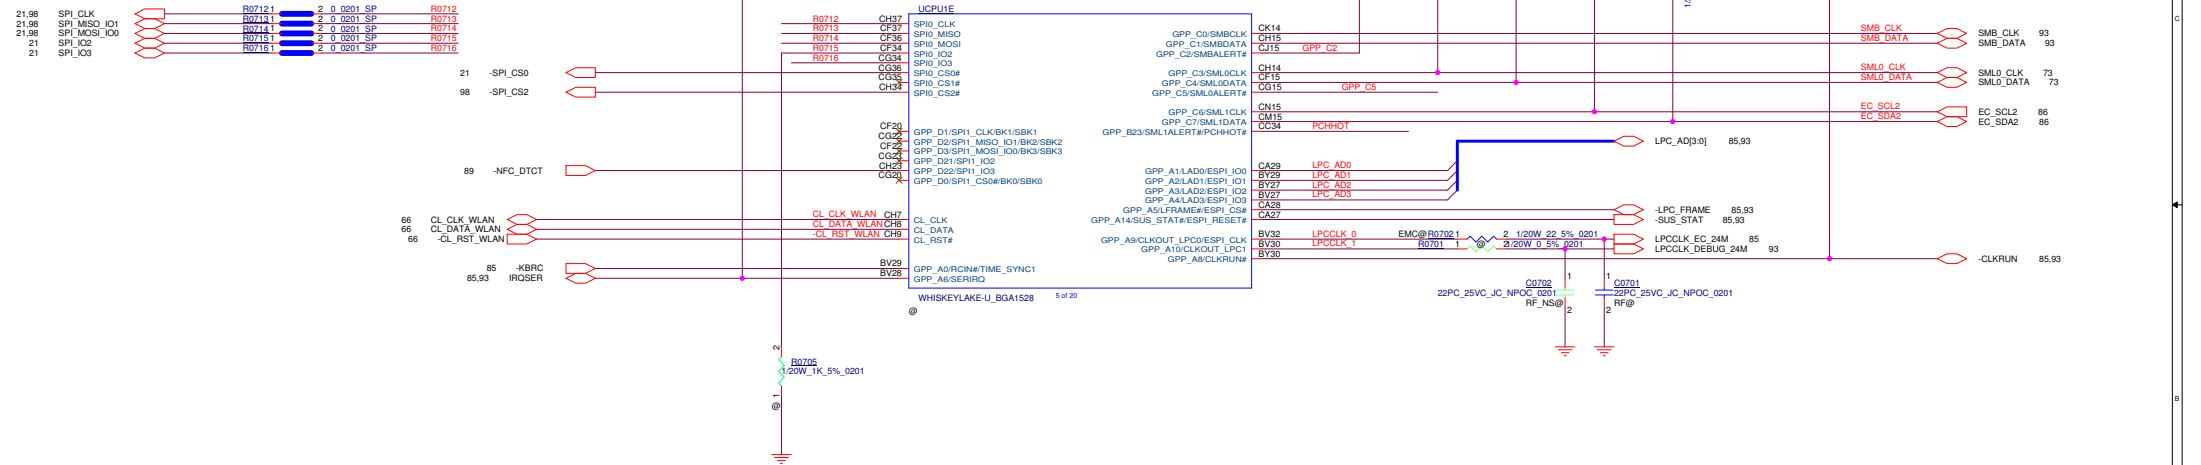 21,98 SPI_CLK R0712 1 2 0_0201_SP R0712
21,98 SPI_MISO_IO1 R0713 1 2 0_0201_SP R0713
21,98 SPI_MOSI_IO0 R0714 1 2 0_0201_SP R0714
21 SPI_IO2 R0715 1 2 0_0201_SP R0715
21 SPI_IO3 R0716 1 2 0_0201_SP R0716
UCPU1E
R0712 CH37 SPI0_CLK
R0713 CF37 SPI0_MISO
R0714 CF36 SPI0_MOSI
R0715 CF34 SPI0_IO2
R0716 CG34 SPI0_IO3
21 -SPI_CS0 CG36 SPI0_CS0#
CG35 SPI0_CS1#
98 -SPI_CS2 CH34 SPI0_CS2#
CF20 GPP_D1/SPI1_CLK/BK1/SBK1
CG22 GPP_D2/SPI1_MISO_IO1/BK2/SBK2
CF22 GPP_D3/SPI1_MOSI_IO0/BK3/SBK3
CG23 GPP_D21/SPI1_IO2
89 -NFC_DTCT CH23 GPP_D22/SPI1_IO3
CG20 GPP_D0/SPI1_CS0#/BK0/SBK0
66 CL_CLK_WLAN CL_CLK_WLAN CH7 CL_CLK
66 CL_DATA_WLAN CL_DATA_WLAN CH8 CL_DATA
66 -CL_RST_WLAN -CL_RST_WLAN CH9 CL_RST#
85 -KBRC BV29 GPP_A0/RCIN#/TIME_SYNC1
85,93 IRQSER BV28 GPP_A6/SERIRQ
GPP_C0/SMBCLK CK14 SMB_CLK SMB_CLK 93
GPP_C1/SMBDATA CH15 SMB_DATA SMB_DATA 93
GPP_C2/SMBALERT# CJ15 GPP_C2
GPP_C3/SML0CLK CH14 SML0_CLK SML0_CLK 73
GPP_C4/SML0DATA CF15 SML0_DATA SML0_DATA 73
GPP_C5/SML0ALERT# CG15 GPP_C5
GPP_C6/SML1CLK CN15 EC_SCL2 EC_SCL2 86
GPP_C7/SML1DATA CM15 EC_SDA2 EC_SDA2 86
GPP_B23/SML1ALERT#/PCHHOT# CC34 PCHHOT
LPC_AD[3:0] 85,93
GPP_A1/LAD0/ESPI_IO0 CA29 LPC_AD0
GPP_A2/LAD1/ESPI_IO1 BY29 LPC_AD1
GPP_A3/LAD2/ESPI_IO2 BY27 LPC_AD2
GPP_A4/LAD3/ESPI_IO3 BV27 LPC_AD3
GPP_A5/LFRAME#/ESPI_CS# CA28 -LPC_FRAME 85,93
GPP_A14/SUS_STAT#/ESPI_RESET# CA27 -SUS_STAT 85,93
GPP_A9/CLKOUT_LPC0/ESPI_CLK BV32 LPCCLK_0 EMC@ R0702 1 2 1/20W_22_5%_0201 LPCCLK_EC_24M 85
GPP_A10/CLKOUT_LPC1 BV30 LPCCLK_1 R0701 1 @ 2 1/20W_0_5%_0201 LPCCLK_DEBUG_24M 93
GPP_A8/CLKRUN# BY30 -CLKRUN 85,93
WHISKEYLAKE-U_BGA1528 5 of 20
@
1 C0702
22PC_25VC_JC_NPOC_0201
RF_NS@
2
1 C0701
22PC_25VC_JC_NPOC_0201
RF@
2
2
R0705
1/20W_1K_5%_0201
1
@
C
B